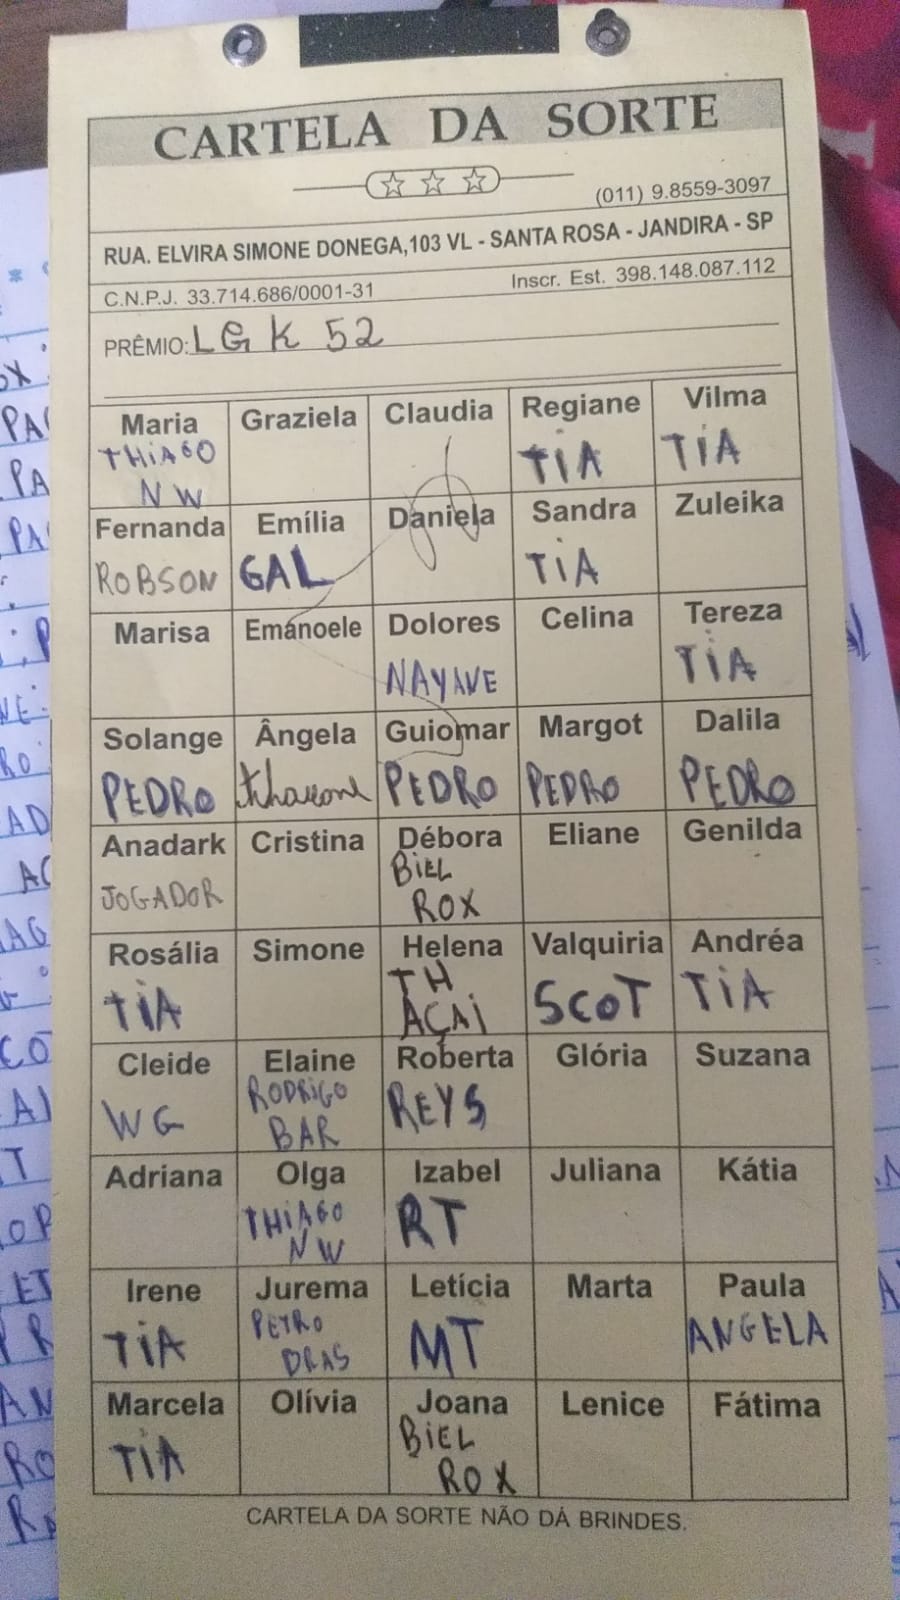 CARTELA DA SORTE
(011) 9.8559-3097
RUA. ELVIRA SIMONE DONEGA,103 VL - SANTA ROSA - JANDIRA - SP
C.N.P.J. 33.714.686/0001-31 Inscr. Est. 398.148.087.112
PRÊMIO: LG K 52
Maria Graziela Claudia Regiane Vilma
THIAGO TIA TIA
NW
Fernanda Emília Daniela Sandra Zuleika
ROBSON GAL TIA
Marisa Emanoele Dolores Celina Tereza
NAYANE TIA
Solange Ângela Guiomar Margot Dalila
PEDRO PEDRO PEDRO PEDRO
Anadark Cristina Débora Eliane Genilda
JOGADOR BIEL
ROX
Rosália Simone Helena Valquiria Andréa
TIA TH SCOT TIA
AÇAI
Cleide Elaine Roberta Glória Suzana
WG RODRIGO REYS
BAR
Adriana Olga Izabel Juliana Kátia
THIAGO RT
NW
Irene Jurema Letícia Marta Paula
TIA PETRO MT ANGELA
DRAS
Marcela Olívia Joana Lenice Fátima
TIA BIEL
ROX
CARTELA DA SORTE NÃO DÁ BRINDES.